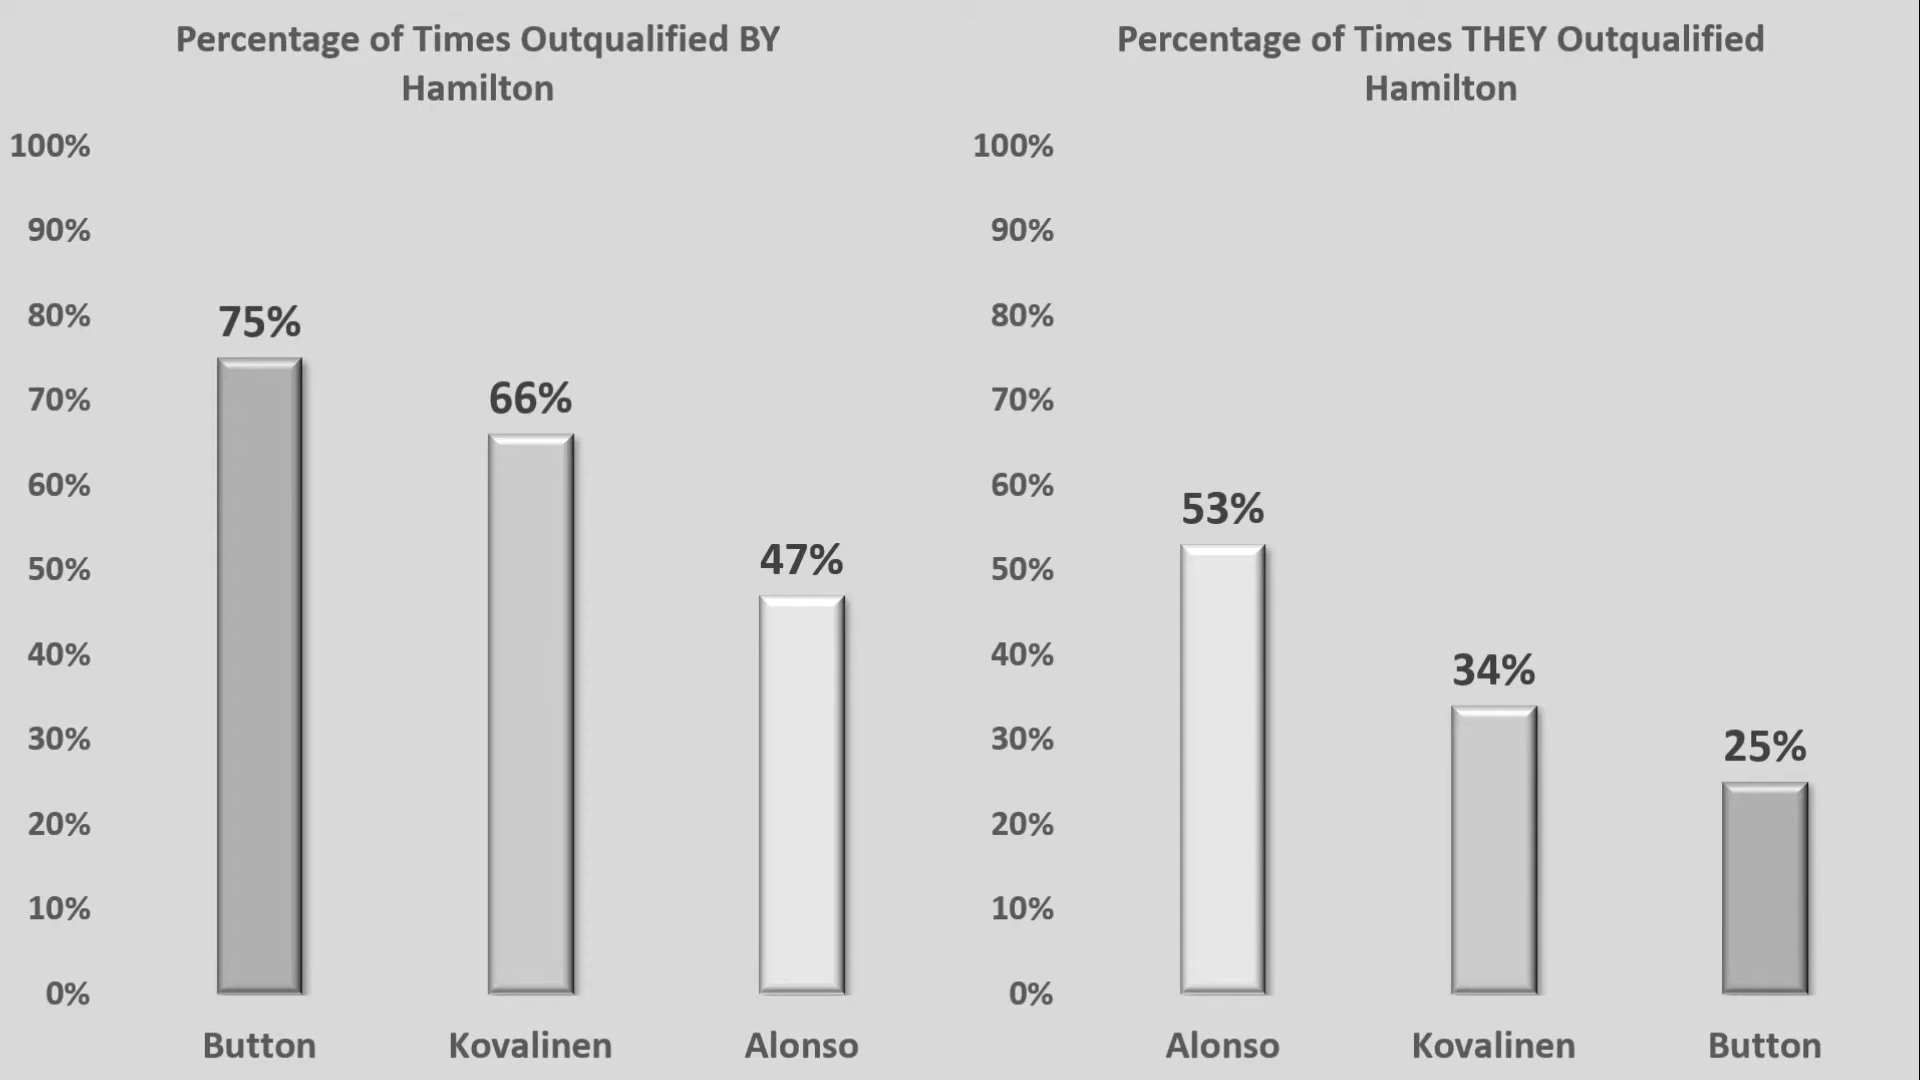 Percentage of Times Outqualified BY
Hamilton
100%
90%
80%
70%
60%
50%
40%
30%
20%
10%
0%
75%
66%
47%
Button
Kovalinen
Alonso
Percentage of Times THEY Outqualified
Hamilton
100%
90%
80%
70%
60%
50%
40%
30%
20%
10%
0%
53%
34%
25%
Alonso
Kovalinen
Button